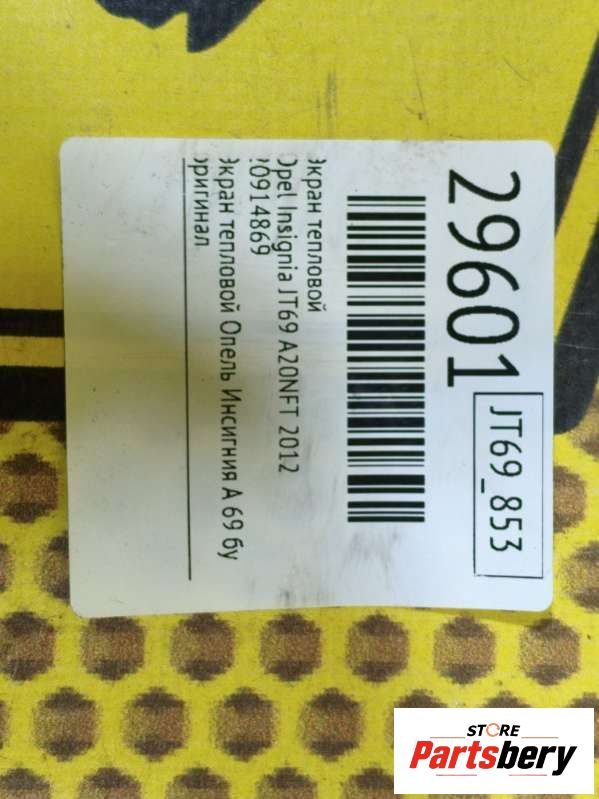 29601
JT69_853
Экран тепловой
Opel Insignia JT69 A20NFT 2012
20914869
Экран тепловой Опель Инсигния А 69 бу
оригинал
STORE
Partsbery